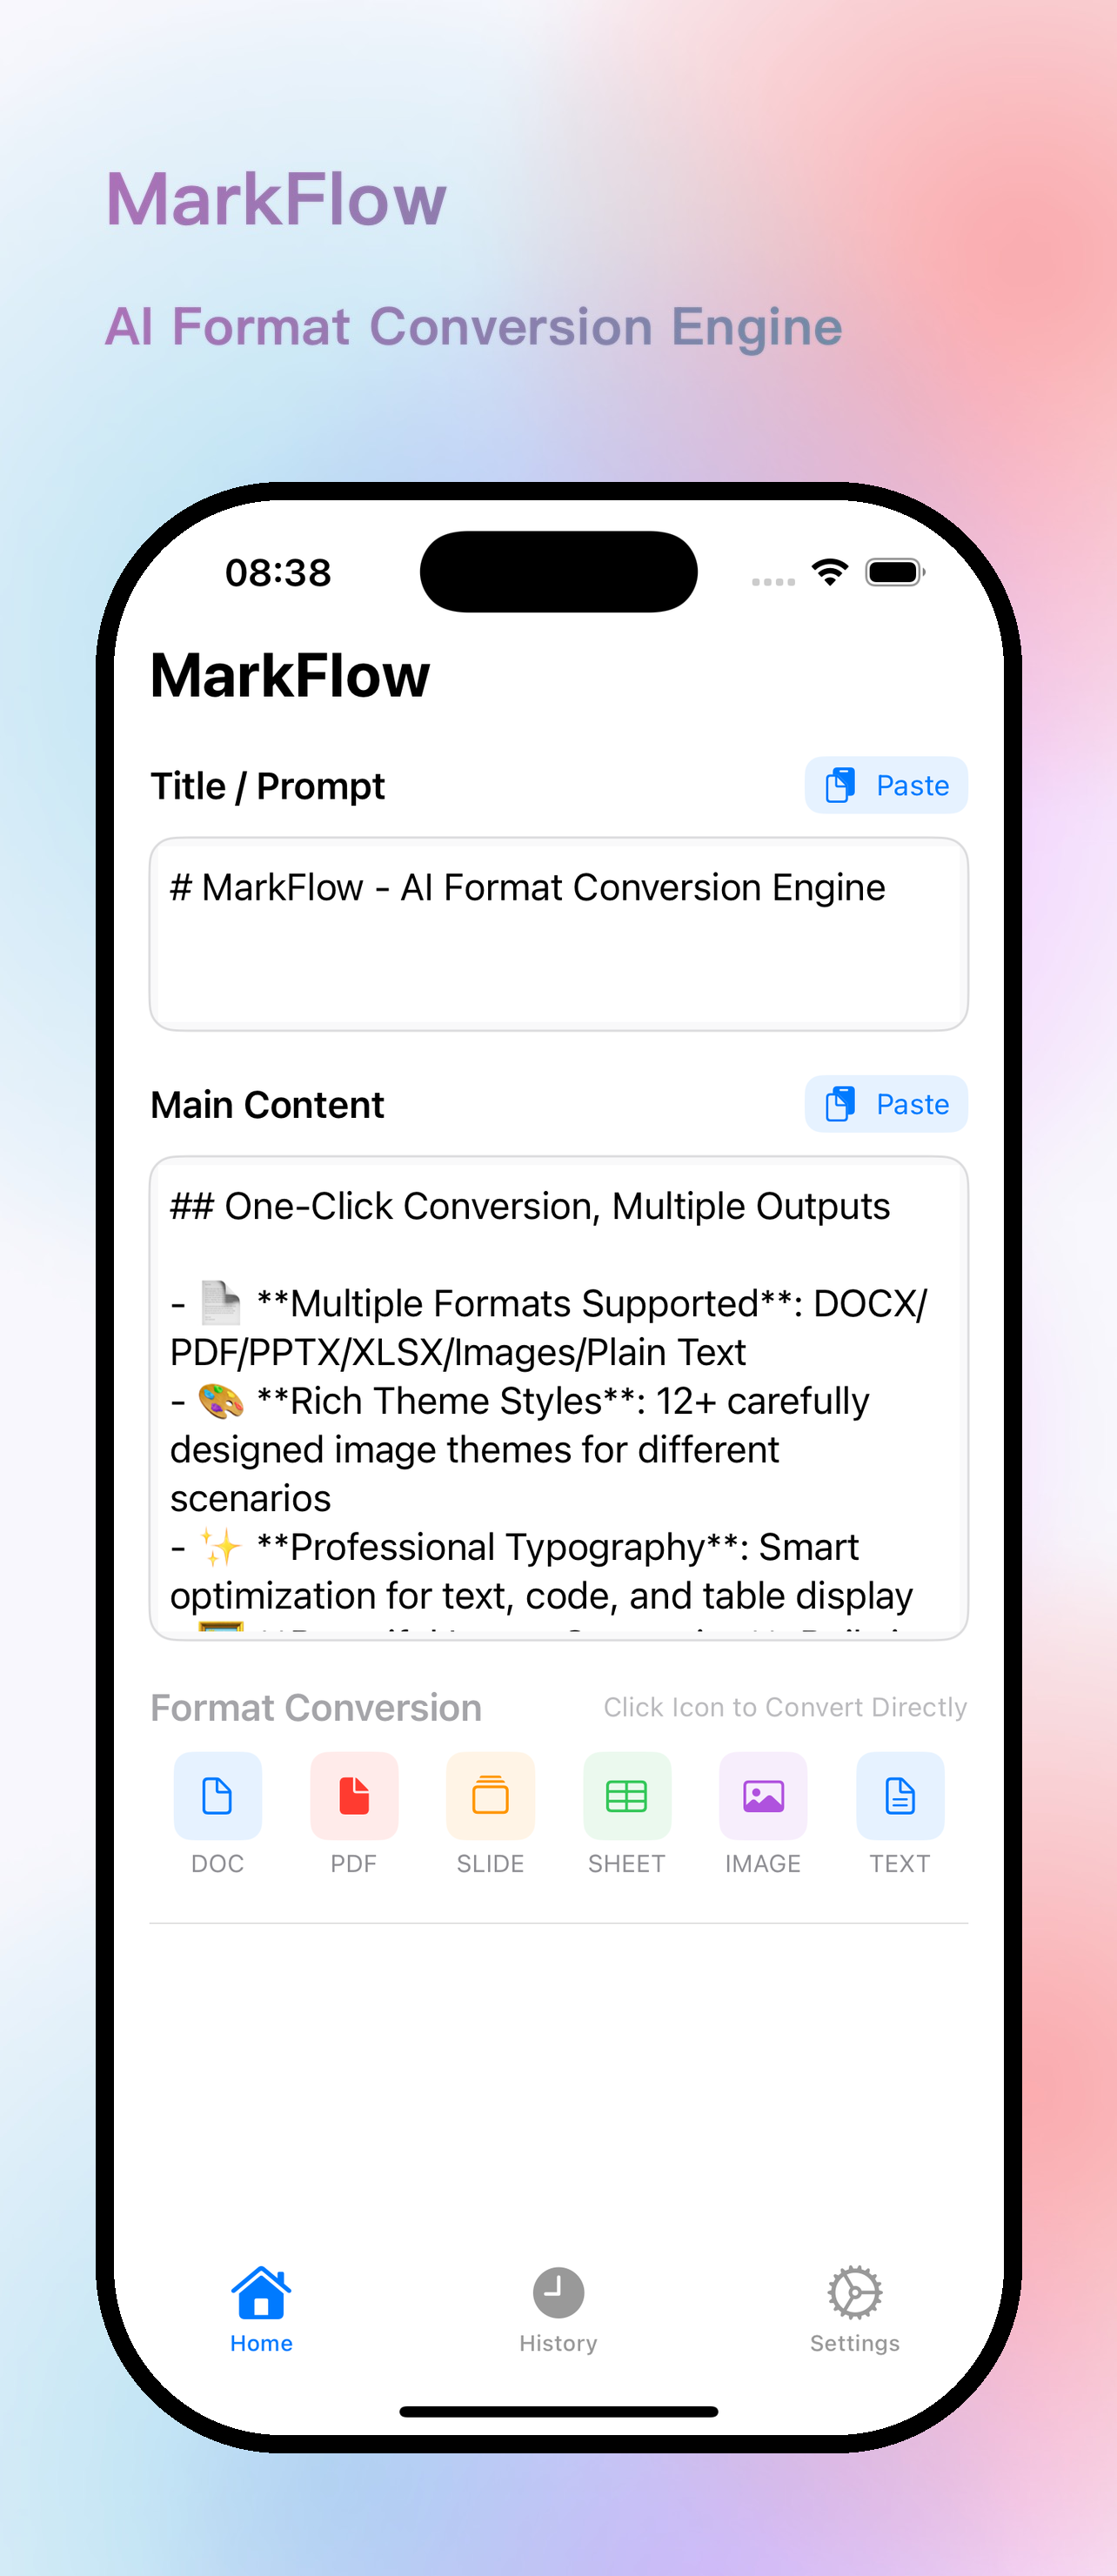 MarkFlow
AI Format Conversion Engine
08:38
MarkFlow
Title / Prompt
Paste
# MarkFlow - AI Format Conversion Engine
Main Content
Paste
## One-Click Conversion, Multiple Outputs
- 📄 **Multiple Formats Supported**: DOCX/
PDF/PPTX/XLSX/Images/Plain Text
- 🎨 **Rich Theme Styles**: 12+ carefully
designed image themes for different
scenarios
- ✨ **Professional Typography**: Smart
optimization for text, code, and table display
Format Conversion
Click Icon to Convert Directly
DOC
PDF
SLIDE
SHEET
IMAGE
TEXT
Home
History
Settings